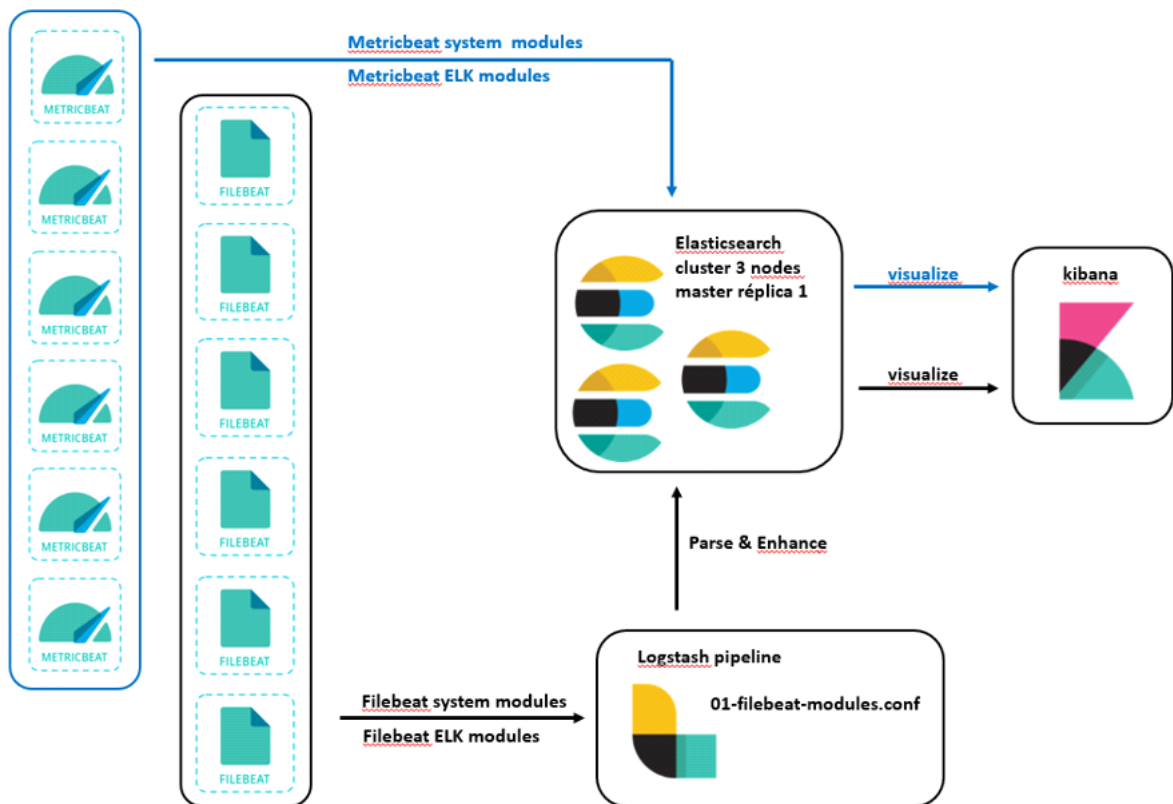 Metricbeat system modules
Metricbeat ELK modules
METRICBEAT
METRICBEAT
METRICBEAT
METRICBEAT
METRICBEAT
METRICBEAT
FILEBEAT
FILEBEAT
FILEBEAT
FILEBEAT
FILEBEAT
FILEBEAT
Elasticsearch
cluster 3 nodes
master réplica 1
visualize
visualize
kibana
Parse & Enhance
Filebeat system modules
Filebeat ELK modules
Logstash pipeline
01-filebeat-modules.conf